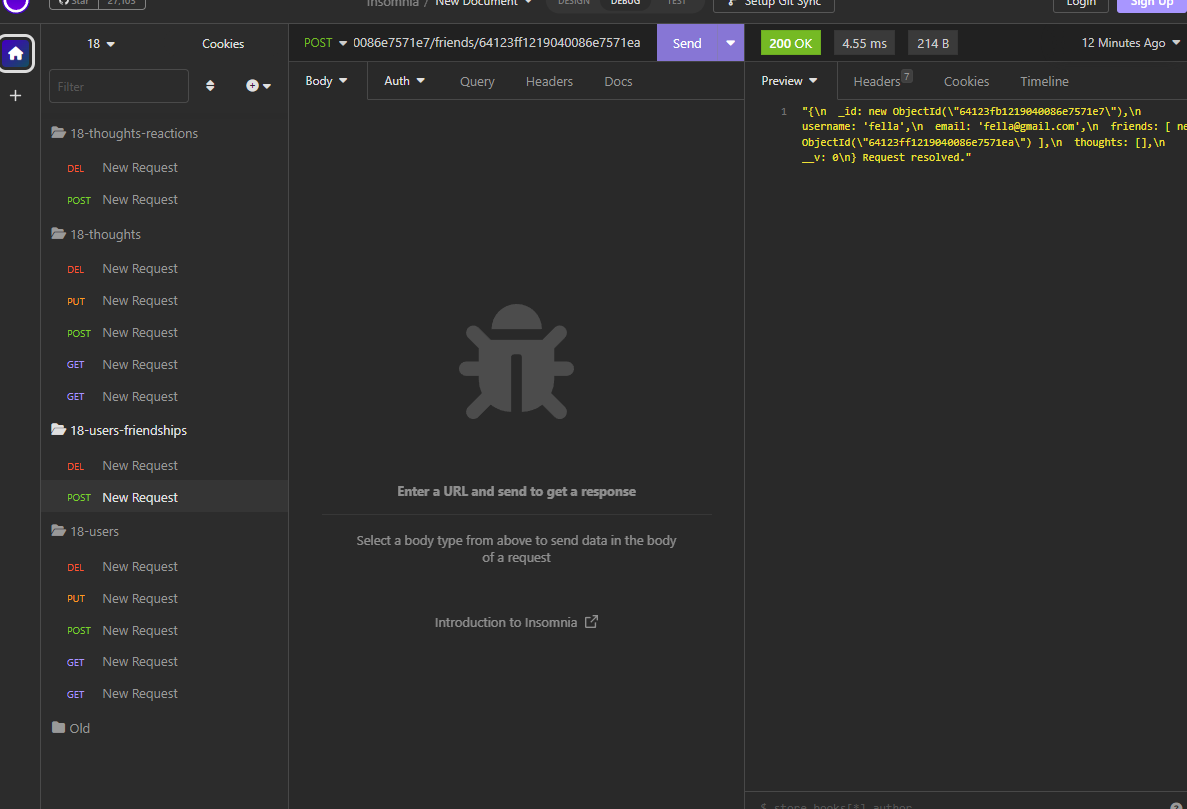 Star 27,103
Insomnia / New Document
DESIGN DEBUG TEST
Setup Git Sync
Login
Sign Up
18
Cookies
Filter
18-thoughts-reactions
DEL New Request
POST New Request
18-thoughts
DEL New Request
PUT New Request
POST New Request
GET New Request
GET New Request
18-users-friendships
DEL New Request
POST New Request
18-users
DEL New Request
PUT New Request
POST New Request
GET New Request
GET New Request
Old
POST 0086e7571e7/friends/64123ff1219040086e7571ea
Send
Body Auth Query Headers Docs
Enter a URL and send to get a response
Select a body type from above to send data in the body
of a request
Introduction to Insomnia
200 OK 4.55 ms 214 B 12 Minutes Ago
Preview Headers 7 Cookies Timeline
1 "{\n  _id: new ObjectId(\"64123fb1219040086e7571e7\"),\n
username: 'fella',\n  email: 'fella@gmail.com',\n  friends: [ ne
ObjectId(\"64123ff1219040086e7571ea\") ],\n  thoughts: [],\n
__v: 0\n} Request resolved."
$.store.books[*].author